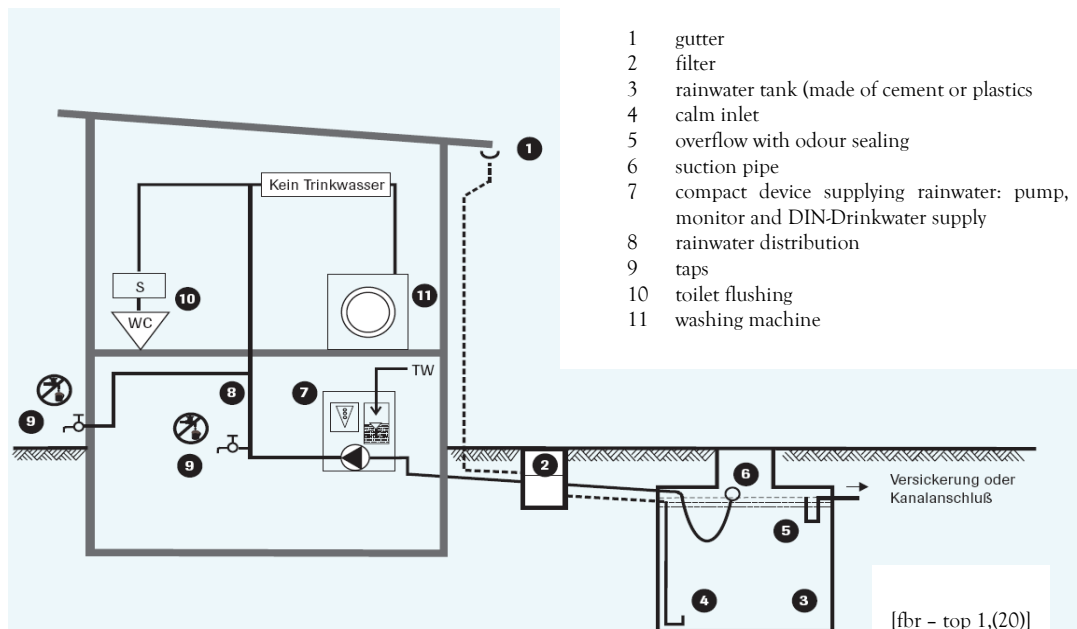 1 gutter
2 filter
3 rainwater tank (made of cement or plastics
4 calm inlet
5 overflow with odour sealing
6 suction pipe
7 compact device supplying rainwater: pump,
monitor and DIN-Drinkwater supply
8 rainwater distribution
9 taps
10 toilet flushing
11 washing machine
1
Kein Trinkwasser
S
10
11
WC
TW
8
7
9
9
2
6
Versickerung oder
Kanalanschluß
5
4
3
[fbr – top 1,(20)]